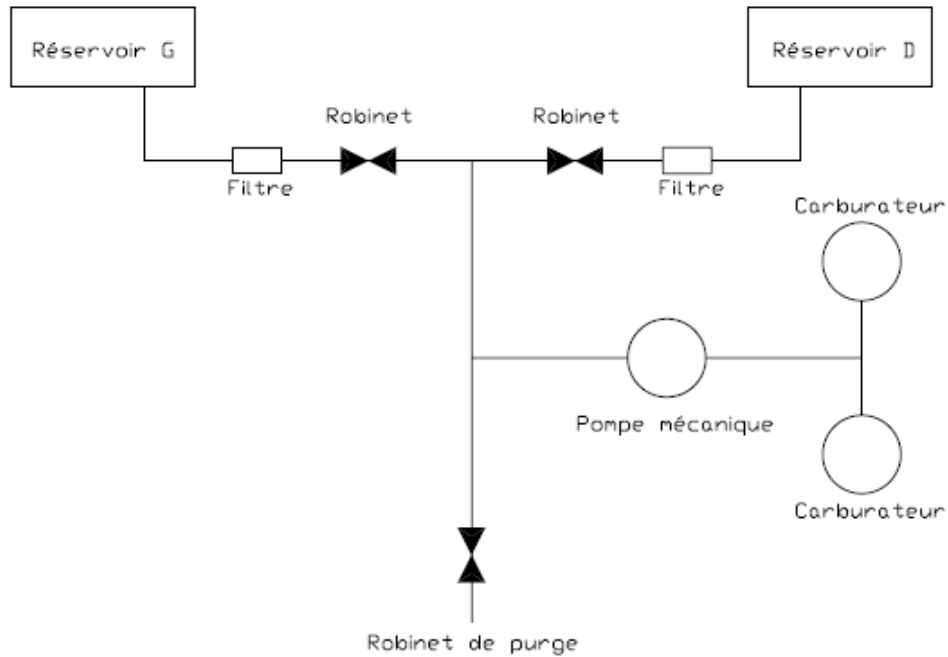 Réservoir G
Réservoir D
Robinet
Robinet
Filtre
Filtre
Carburateur
Pompe mécanique
Carburateur
Robinet de purge